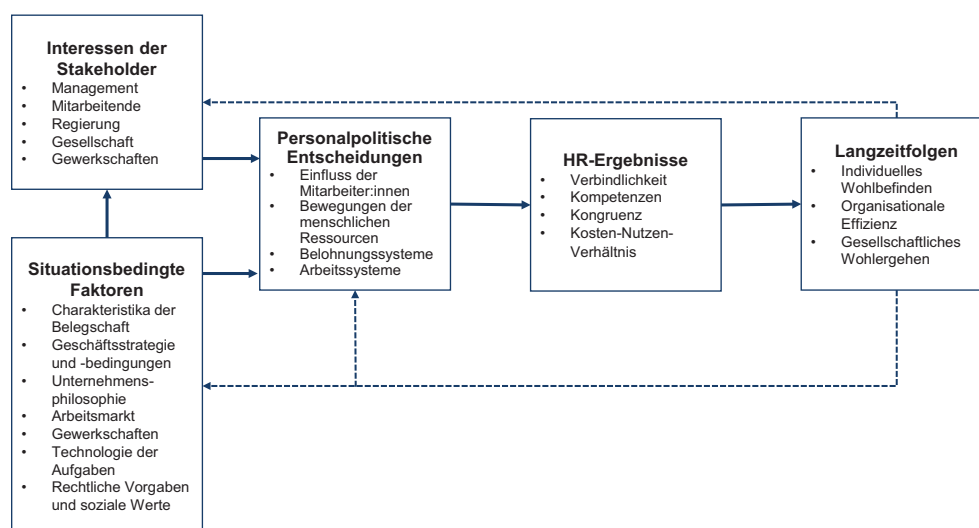 Interessen der
Stakeholder
• Management
• Mitarbeitende
• Regierung
• Gesellschaft
• Gewerkschaften
Situationsbedingte
Faktoren
• Charakteristika der
Belegschaft
• Geschäftsstrategie
und -bedingungen
• Unternehmens-
philosophie
• Arbeitsmarkt
• Gewerkschaften
• Technologie der
Aufgaben
• Rechtliche Vorgaben
und soziale Werte
Personalpolitische
Entscheidungen
• Einfluss der
Mitarbeiter:innen
• Bewegungen der
menschlichen
Ressourcen
• Belohnungssysteme
• Arbeitssysteme
HR-Ergebnisse
• Verbindlichkeit
• Kompetenzen
• Kongruenz
• Kosten-Nutzen-
Verhältnis
Langzeitfolgen
• Individuelles
Wohlbefinden
• Organisationale
Effizienz
• Gesellschaftliches
Wohlergehen